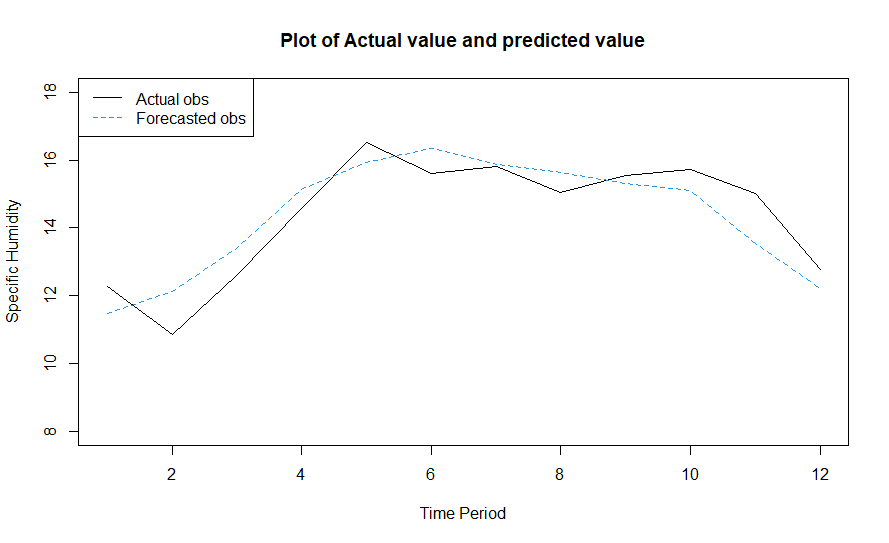 Plot of Actual value and predicted value
Actual obs
Forecasted obs
Specific Humidity
18
16
14
12
10
8
2 4 6 8 10 12
Time Period